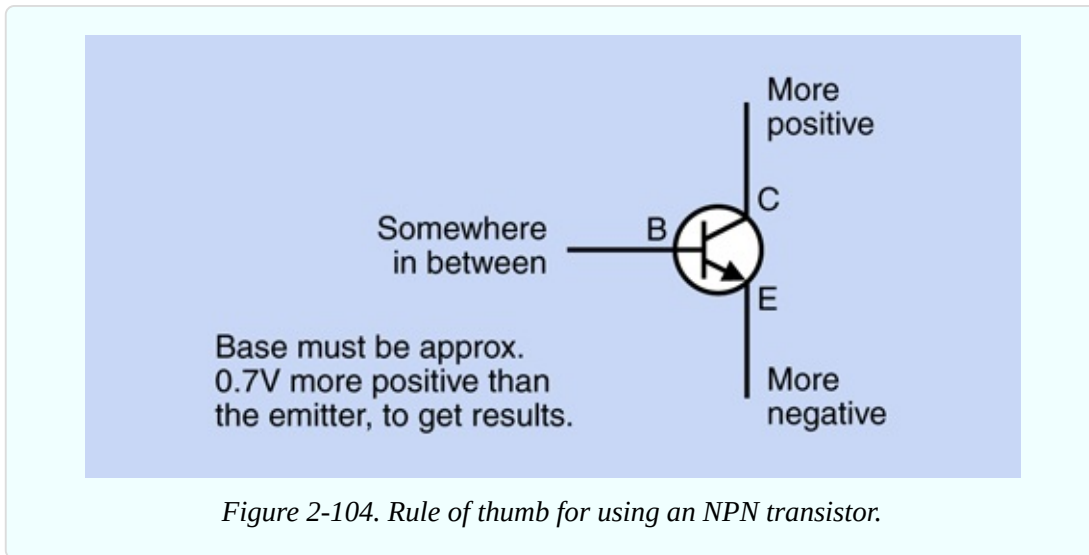 More
positive
C
Somewhere
in between
B
E
Base must be approx.
0.7V more positive than
the emitter, to get results.
More
negative
Figure 2-104. Rule of thumb for using an NPN transistor.